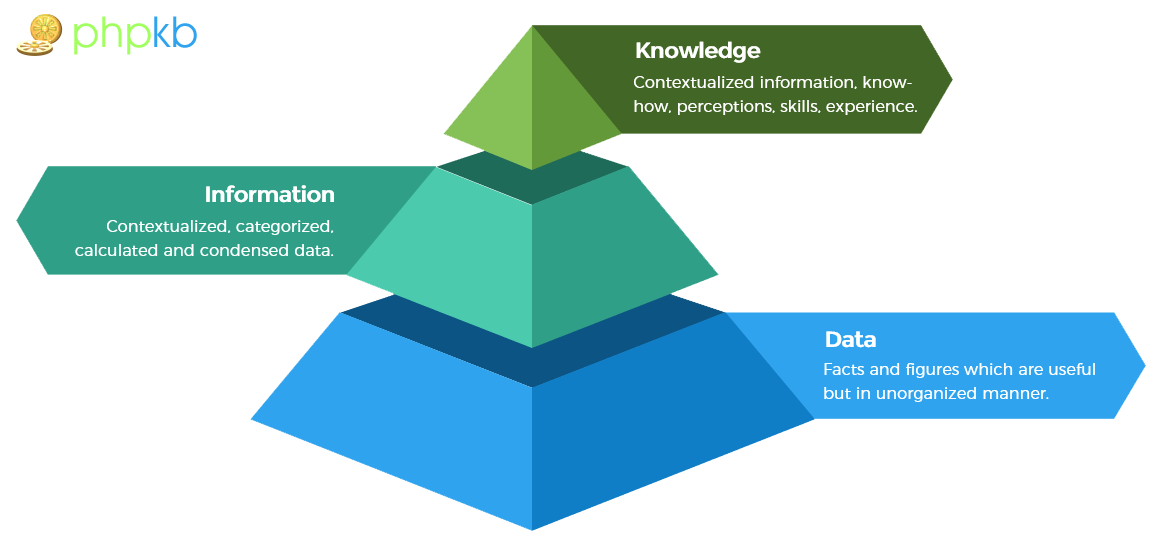 phpkb
Knowledge
Contextualized information, know-
how, perceptions, skills, experience.
Information
Contextualized, categorized,
calculated and condensed data.
Data
Facts and figures which are useful
but in unorganized manner.